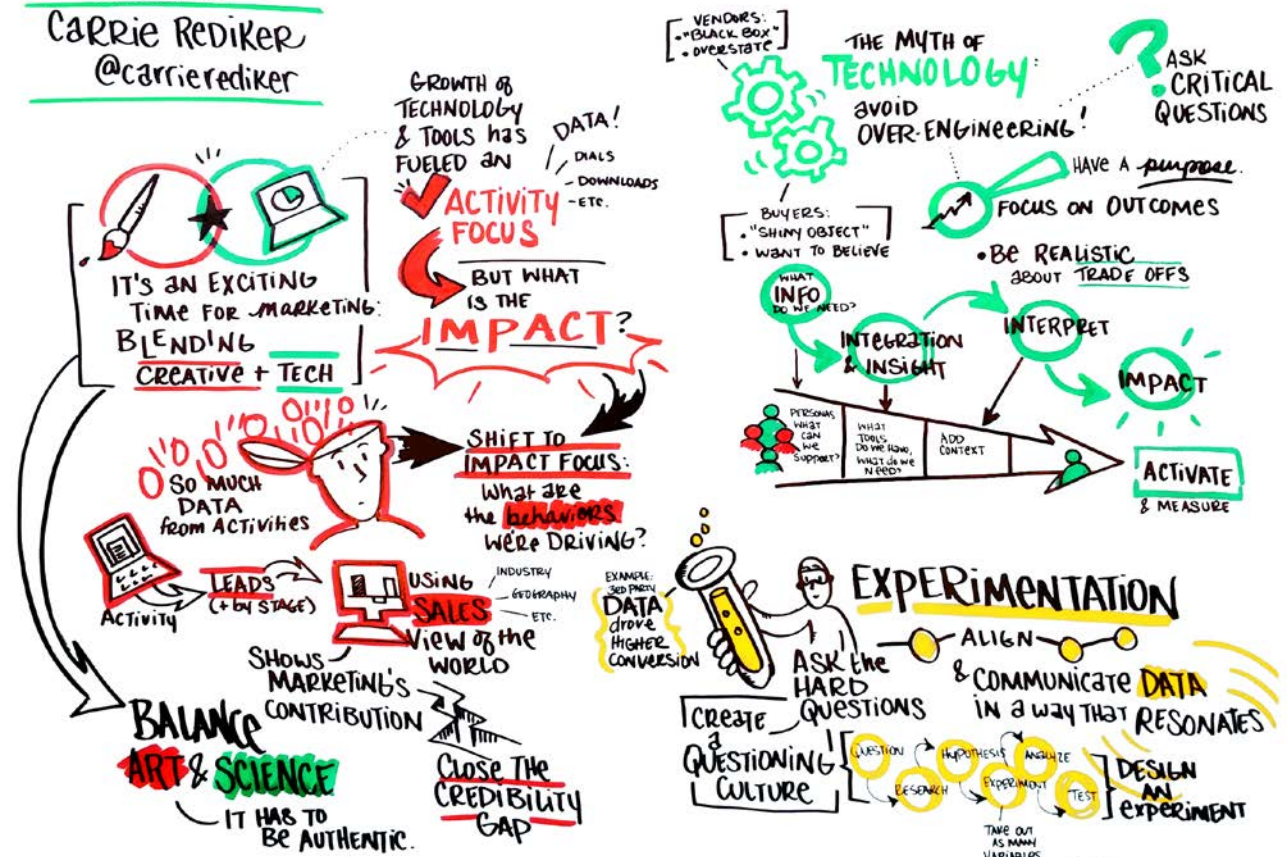 CARRIE REDIKER
@carrierediker
IT'S AN EXCITING
TIME FOR MARKETING:
BLENDING
CREATIVE + TECH
GROWTH of
TECHNOLOGY
& TOOLS has
FUELED AN
ACTIVITY
FOCUS
DATA!
DIALS
- DOWNLOADS
- ETC.
BUT WHAT
IS THE
IMPACT?
SO MUCH
DATA
from ACTIVITIES
SHIFT TO
IMPACT FOCUS:
What are
the behaviors
WE'RE DRIVING?
Activity
LEADS
(+ by STAGE)
USING
SALES
View of the
WORLD
INDUSTRY
GEOGRAPHY
ETC.
SHOWS
MARKETING'S
CONTRIBUTION
CLOSE THE
CREDIBILITY
GAP
BALANCE
ART & SCIENCE
IT HAS TO
BE AUTHENTIC.
VENDORS:
• "BLACK BOX"
• OVERSTATE
BUYERS:
• "SHINY OBJECT"
• WANT TO BELIEVE
THE MYTH OF
TECHNOLOGY:
avoid
OVER-ENGINEERING!
? ASK
CRITICAL
QUESTIONS
HAVE A purpose.
FOCUS ON OUTCOMES
• BE REALISTIC
about TRADE OFFS
WHAT
INFO
DO WE NEED?
INTEGRATION
& INSIGHT
INTERPRET
IMPACT
PERSONAS
WHAT
CAN
WE
SUPPORT?
WHAT
TOOLS
DO WE HAVE,
WHAT do WE
NEED?
ADD
CONTEXT
ACTIVATE
& MEASURE
EXAMPLE:
3RD PARTY
DATA
drove
HIGHER
CONVERSION
EXPERIMENTATION
ALIGN
& COMMUNICATE DATA
IN a WAY THAT RESONATES
ASK the
HARD
QUESTIONS
CREATE
a
QUESTIONING
CULTURE
QUESTION
RESEARCH
HYPOTHESIS
EXPERIMENT
ANALYZE
TEST
TAKE OUT
AS MANY
VARIABLES
DESIGN
AN
EXPERIMENT